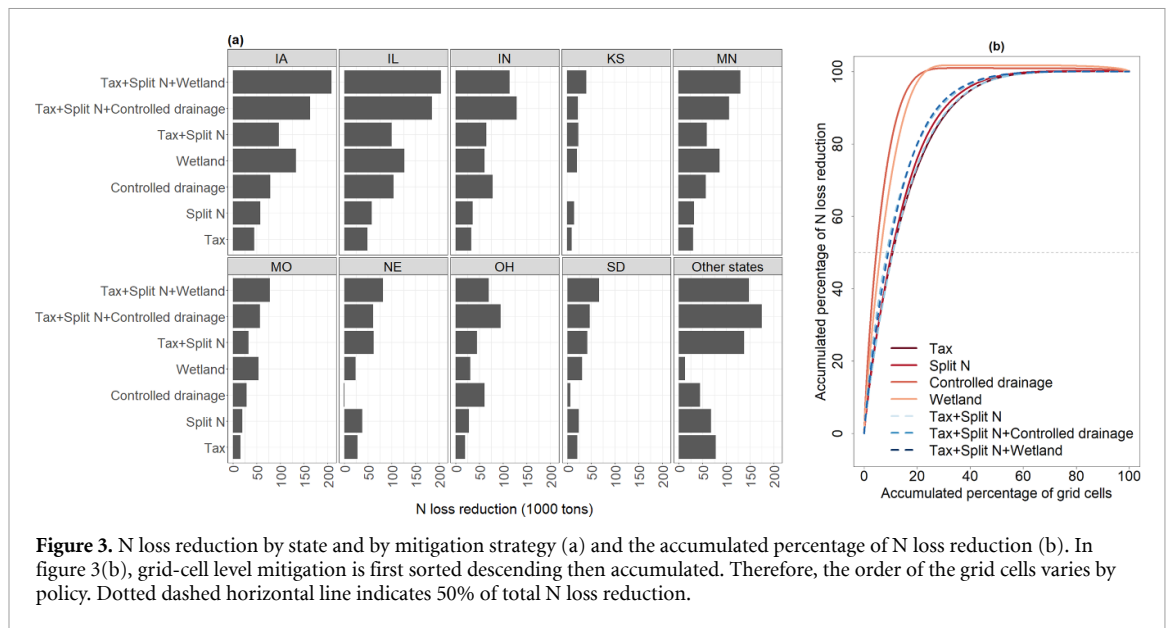 (a)
IA IL IN KS MN
Tax+Split N+Wetland
Tax+Split N+Controlled drainage
Tax+Split N
Wetland
Controlled drainage
Split N
Tax
MO NE OH SD Other states
Tax+Split N+Wetland
Tax+Split N+Controlled drainage
Tax+Split N
Wetland
Controlled drainage
Split N
Tax
0 50 100 150 200 0 50 100 150 200 0 50 100 150 200 0 50 100 150 200 0 50 100 150 200
N loss reduction (1000 tons)
(b)
Accumulated percentage of N loss reduction
100
80
60
40
20
0
Tax
Split N
Controlled drainage
Wetland
Tax+Split N
Tax+Split N+Controlled drainage
Tax+Split N+Wetland
0 20 40 60 80 100
Accumulated percentage of grid cells
Figure 3. N loss reduction by state and by mitigation strategy (a) and the accumulated percentage of N loss reduction (b). In
figure 3(b), grid-cell level mitigation is first sorted descending then accumulated. Therefore, the order of the grid cells varies by
policy. Dotted dashed horizontal line indicates 50% of total N loss reduction.